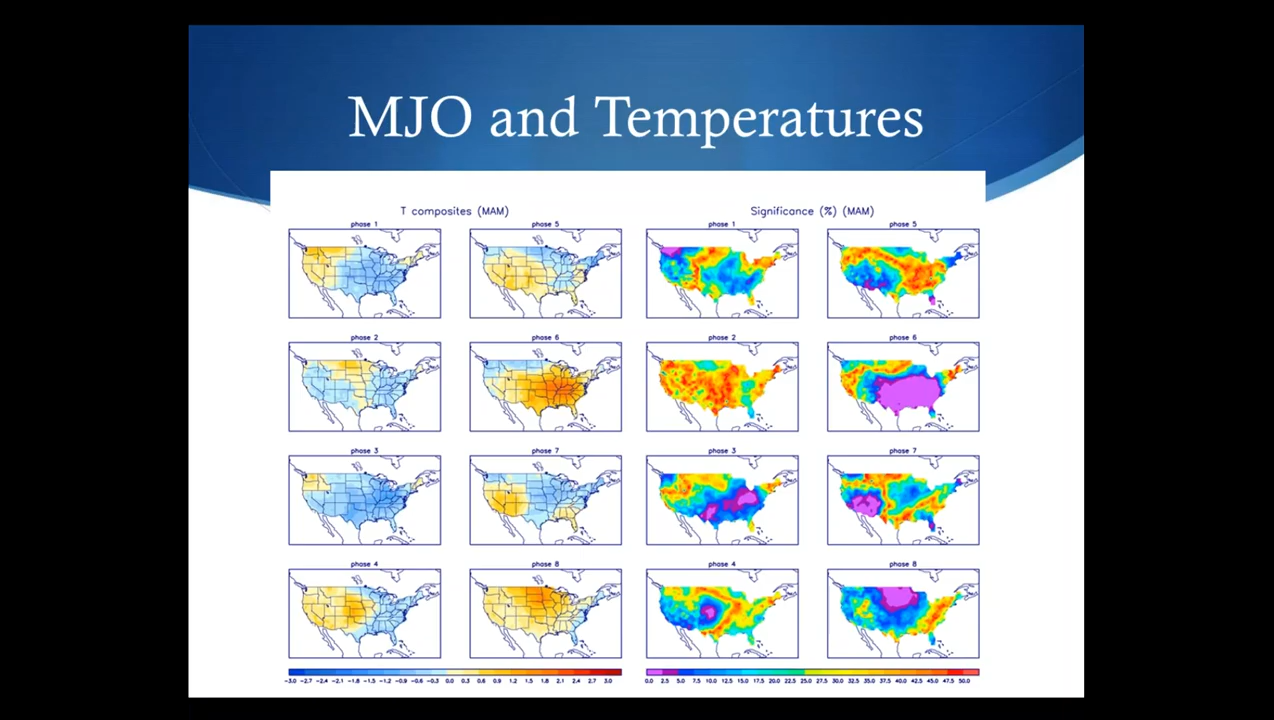 MJO and Temperatures
T composites (MAM)
Significance (%) (MAM)
phase 1
phase 5
phase 1
phase 5
phase 2
phase 6
phase 2
phase 6
phase 3
phase 7
phase 3
phase 7
phase 4
phase 8
phase 4
phase 8
-3.0 -2.7 -2.4 -2.1 -1.8 -1.5 -1.2 -0.9 -0.6 -0.3 0.0 0.3 0.6 0.9 1.2 1.5 1.8 2.1 2.4 2.7 3.0
0.0 2.5 5.0 7.5 10.0 12.5 15.0 17.5 20.0 22.5 25.0 27.5 30.0 32.5 35.0 37.5 40.0 42.5 45.0 47.5 50.0